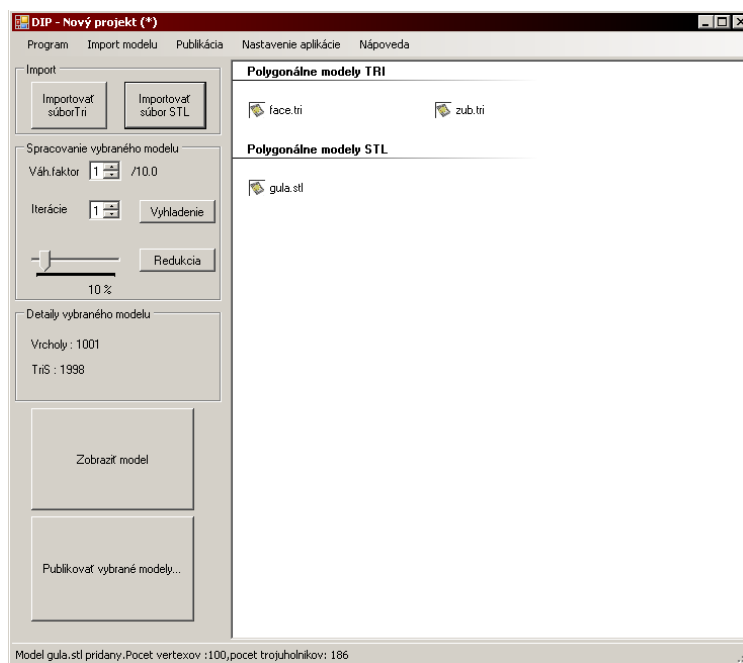 DIP - Nový projekt (*)
Program Import modelu Publikácia Nastavenie aplikácie Nápoveda
Import
Importovať súborTri
Importovať súbor STL
Spracovanie vybraného modelu
Váh.faktor 1 /10.0
Iterácie 1 Vyhladenie
Redukcia
10 %
Detaily vybraného modelu
Vrcholy : 1001
TriS : 1998
Zobraziť model
Publikovať vybrané modely...
Polygonálne modely TRI
face.tri zub.tri
Polygonálne modely STL
gula.stl
Model gula.stl pridany.Pocet vertexov :100,pocet trojuholnikov: 186